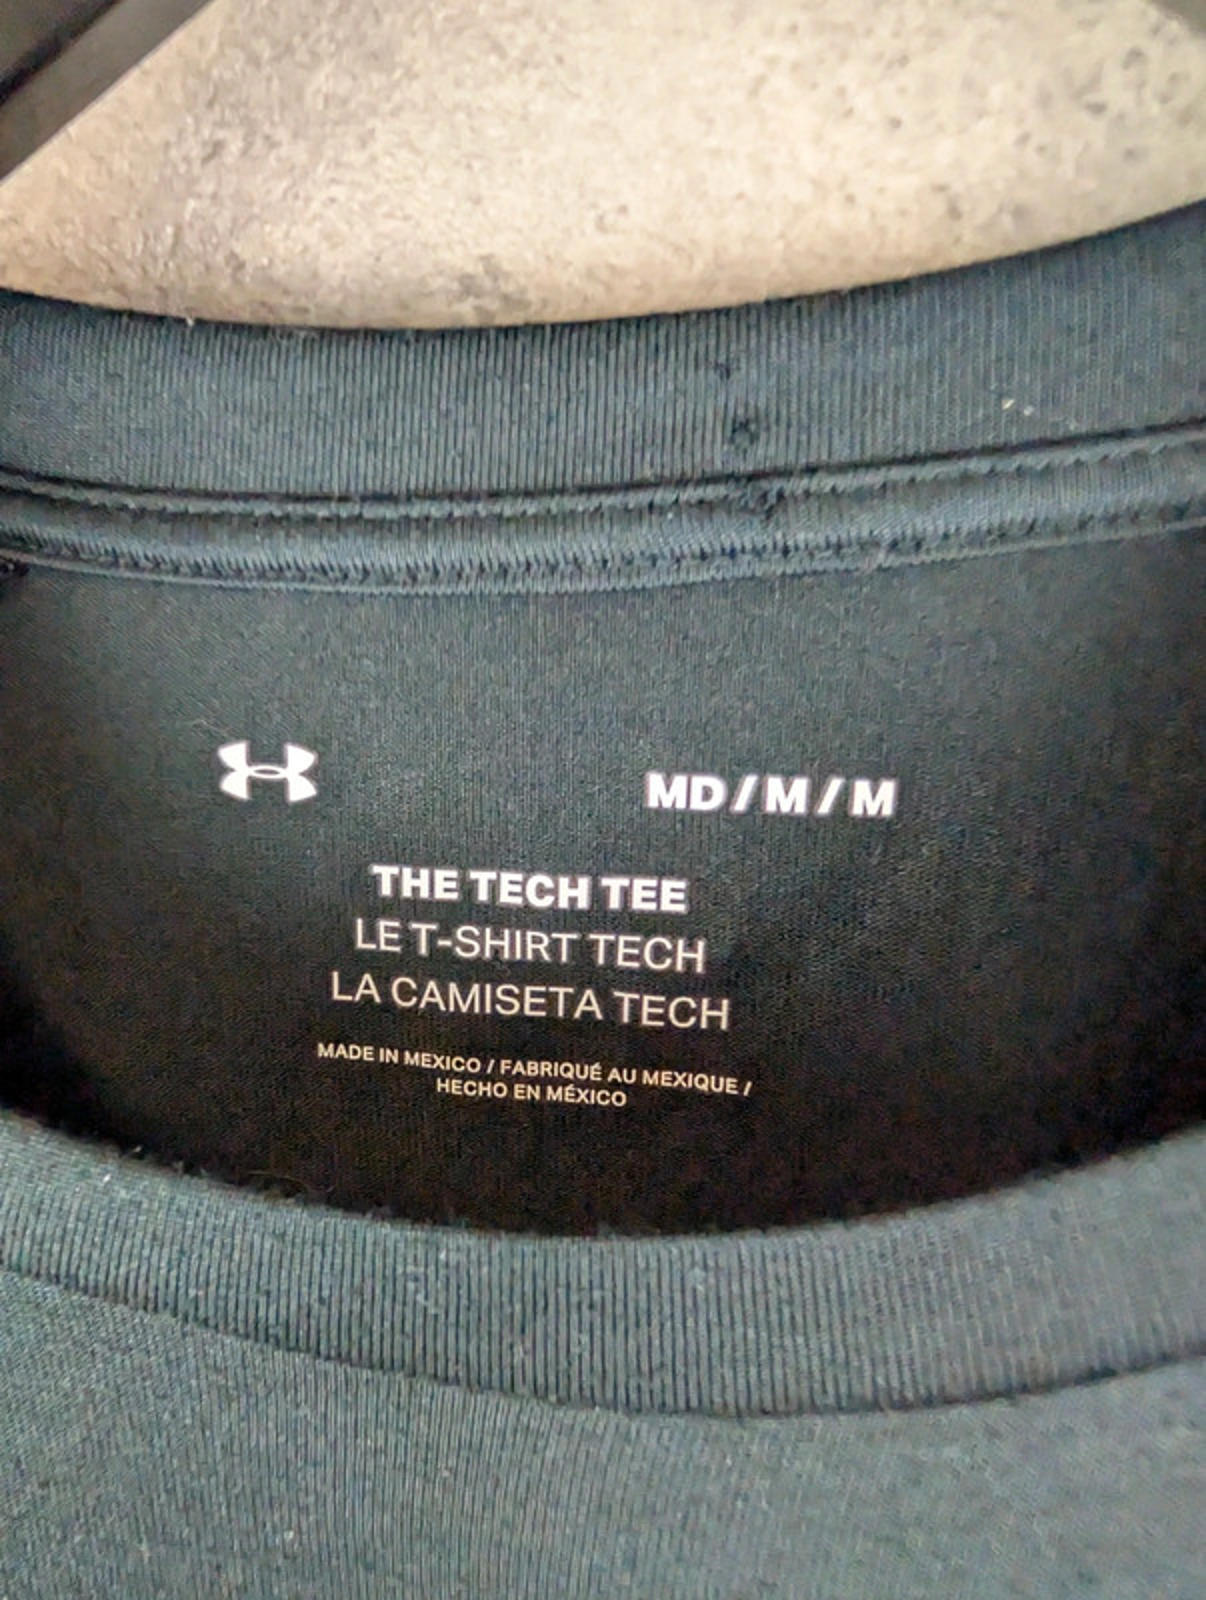 MD / M / M
THE TECH TEE
LE T-SHIRT TECH
LA CAMISETA TECH
MADE IN MEXICO / FABRIQUÉ AU MEXIQUE /
HECHO EN MÉXICO